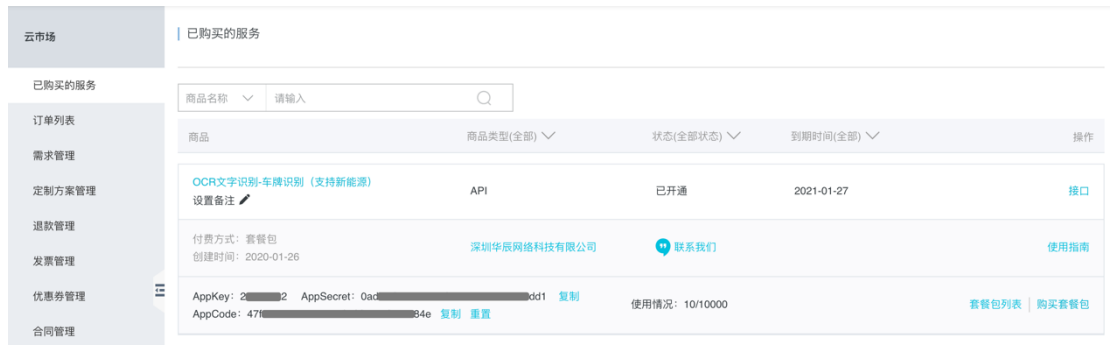 云市场
已购买的服务
订单列表
需求管理
定制方案管理
退款管理
发票管理
优惠券管理
合同管理
已购买的服务
商品名称 请输入
商品 商品类型(全部) 状态(全部状态) 到期时间(全部) 操作
OCR文字识别-车牌识别（支持新能源） API 已开通 2021-01-27 接口
设置备注
付费方式：套餐包 深圳华辰网络科技有限公司 联系我们 使用指南
创建时间：2020-01-26
AppKey：2 2 AppSecret：0ad dd1 复制 使用情况：10/10000 套餐包列表 购买套餐包
AppCode：47f 84e 复制 重置